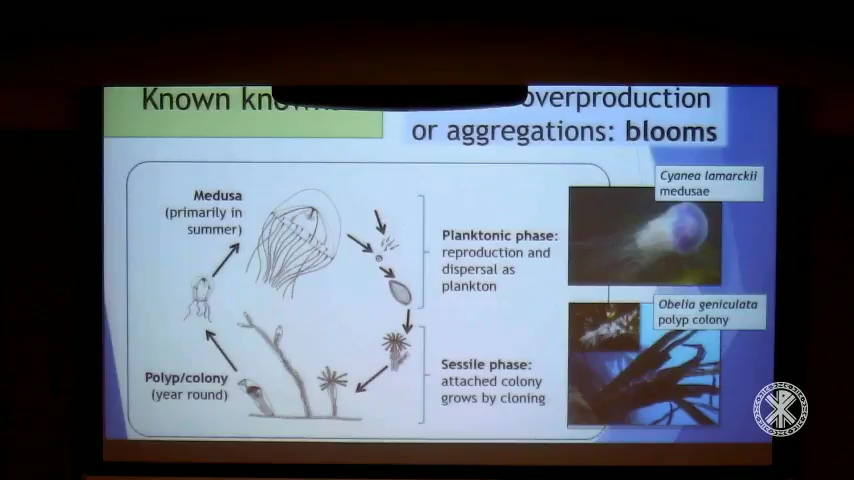 Known
overproduction
or aggregations: blooms
Cyanea lamarckii
medusae
Medusa
(primarily in
summer)
Planktonic phase:
reproduction and
dispersal as
plankton
Obelia geniculata
polyp colony
Polyp/colony
(year round)
Sessile phase:
attached colony
grows by cloning